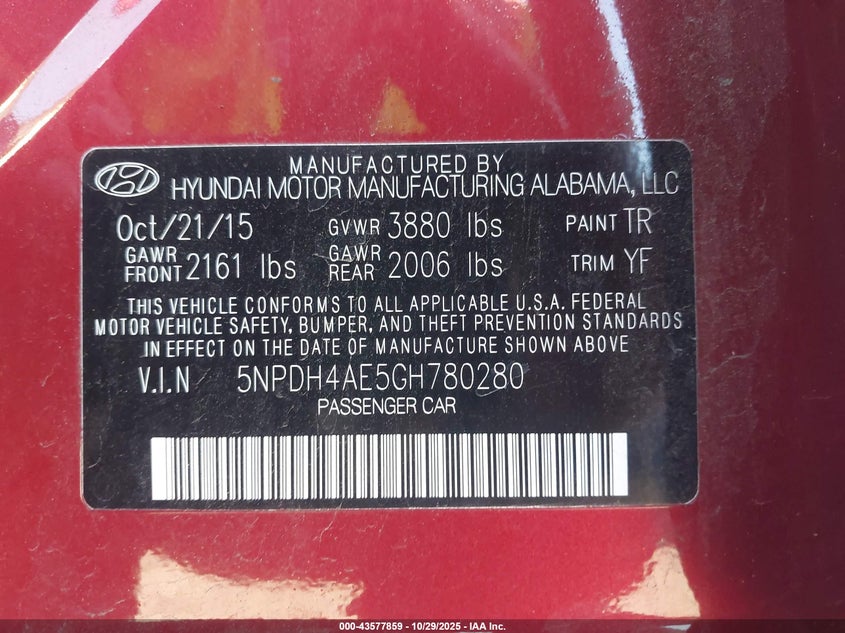 MANUFACTURED BY
HYUNDAI MOTOR MANUFACTURING ALABAMA, LLC
Oct/21/15 GVWR 3880 lbs PAINT TR
GAWR FRONT 2161 lbs GAWR REAR 2006 lbs TRIM YF
THIS VEHICLE CONFORMS TO ALL APPLICABLE U.S.A. FEDERAL
MOTOR VEHICLE SAFETY, BUMPER, AND THEFT PREVENTION STANDARDS
IN EFFECT ON THE DATE OF MANUFACTURE SHOWN ABOVE
V.I.N 5NPDH4AE5GH780280
PASSENGER CAR
000-43577859 - 10/29/2025 - IAA Inc.